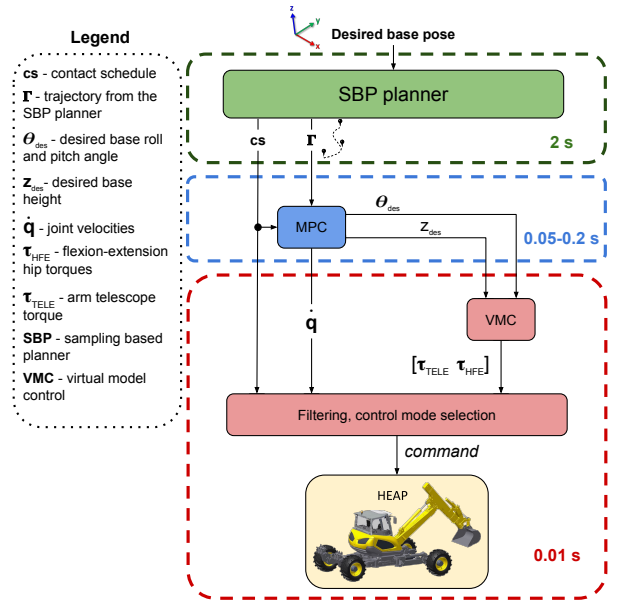 Legend
cs - contact schedule
Γ - trajectory from the
SBP planner
θdes - desired base roll
and pitch angle
zdes - desired base
height
q̇ - joint velocities
τHFE - flexion-extension
hip torques
τTELE - arm telescope
torque
SBP - sampling based
planner
VMC - virtual model
control
z
y
x
Desired base pose
SBP planner
2 s
cs
Γ
θdes
MPC
zdes
0.05-0.2 s
VMC
q̇
[τTELE τHFE]
Filtering, control mode selection
command
HEAP
0.01 s